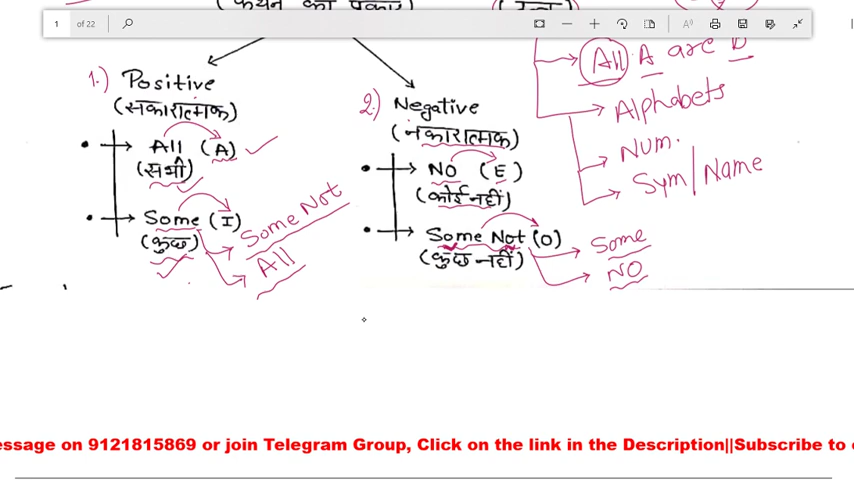 (कथन का प्रकार)
1 of 22
All A are B
1.) Positive
(सकारात्मक)
2.) Negative
(नकारात्मक)
Alphabets
Num.
Sym/Name
All (A)
(सभी)
NO (E)
(कोई नहीं)
Some (I)
(कुछ)
Some Not
All
Some Not (O)
(कुछ नहीं)
Some
NO
essage on 9121815869 or join Telegram Group, Click on the link in the Description||Subscribe to